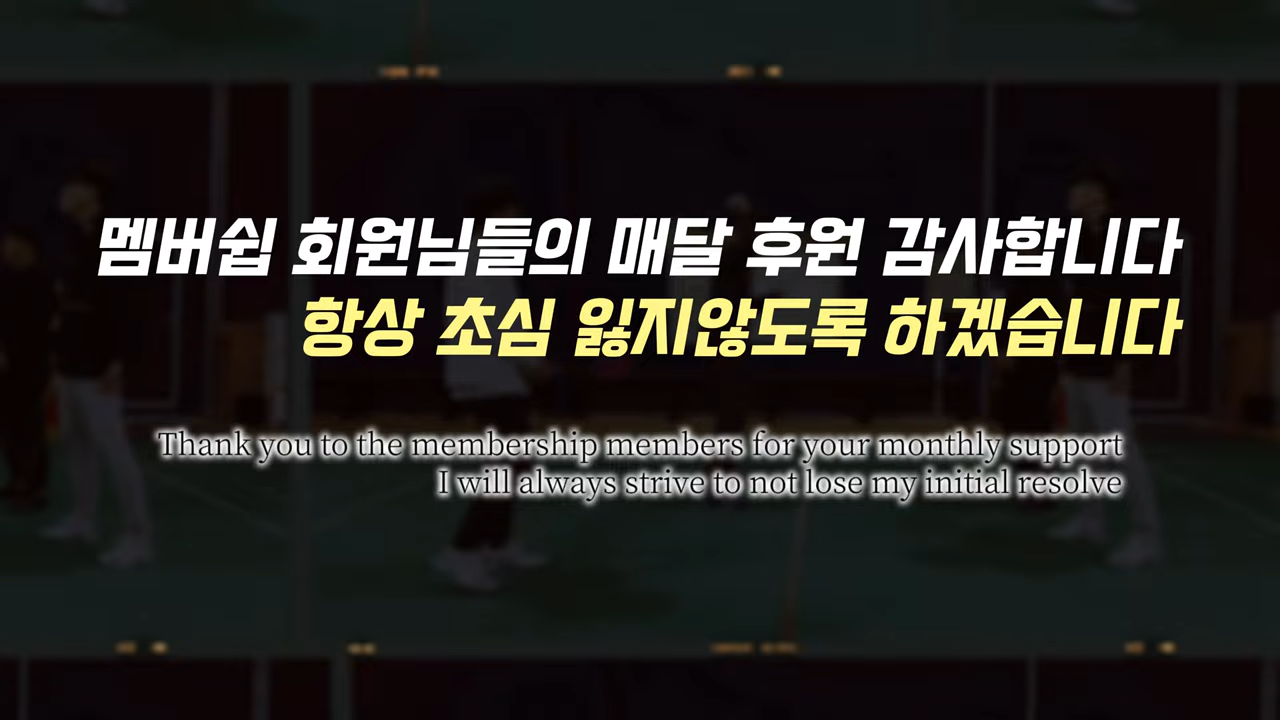 멤버쉽 회원님들의 매달 후원 감사합니다
항상 초심 잃지않도록 하겠습니다
Thank you to the membership members for your monthly support
I will always strive to not lose my initial resolve